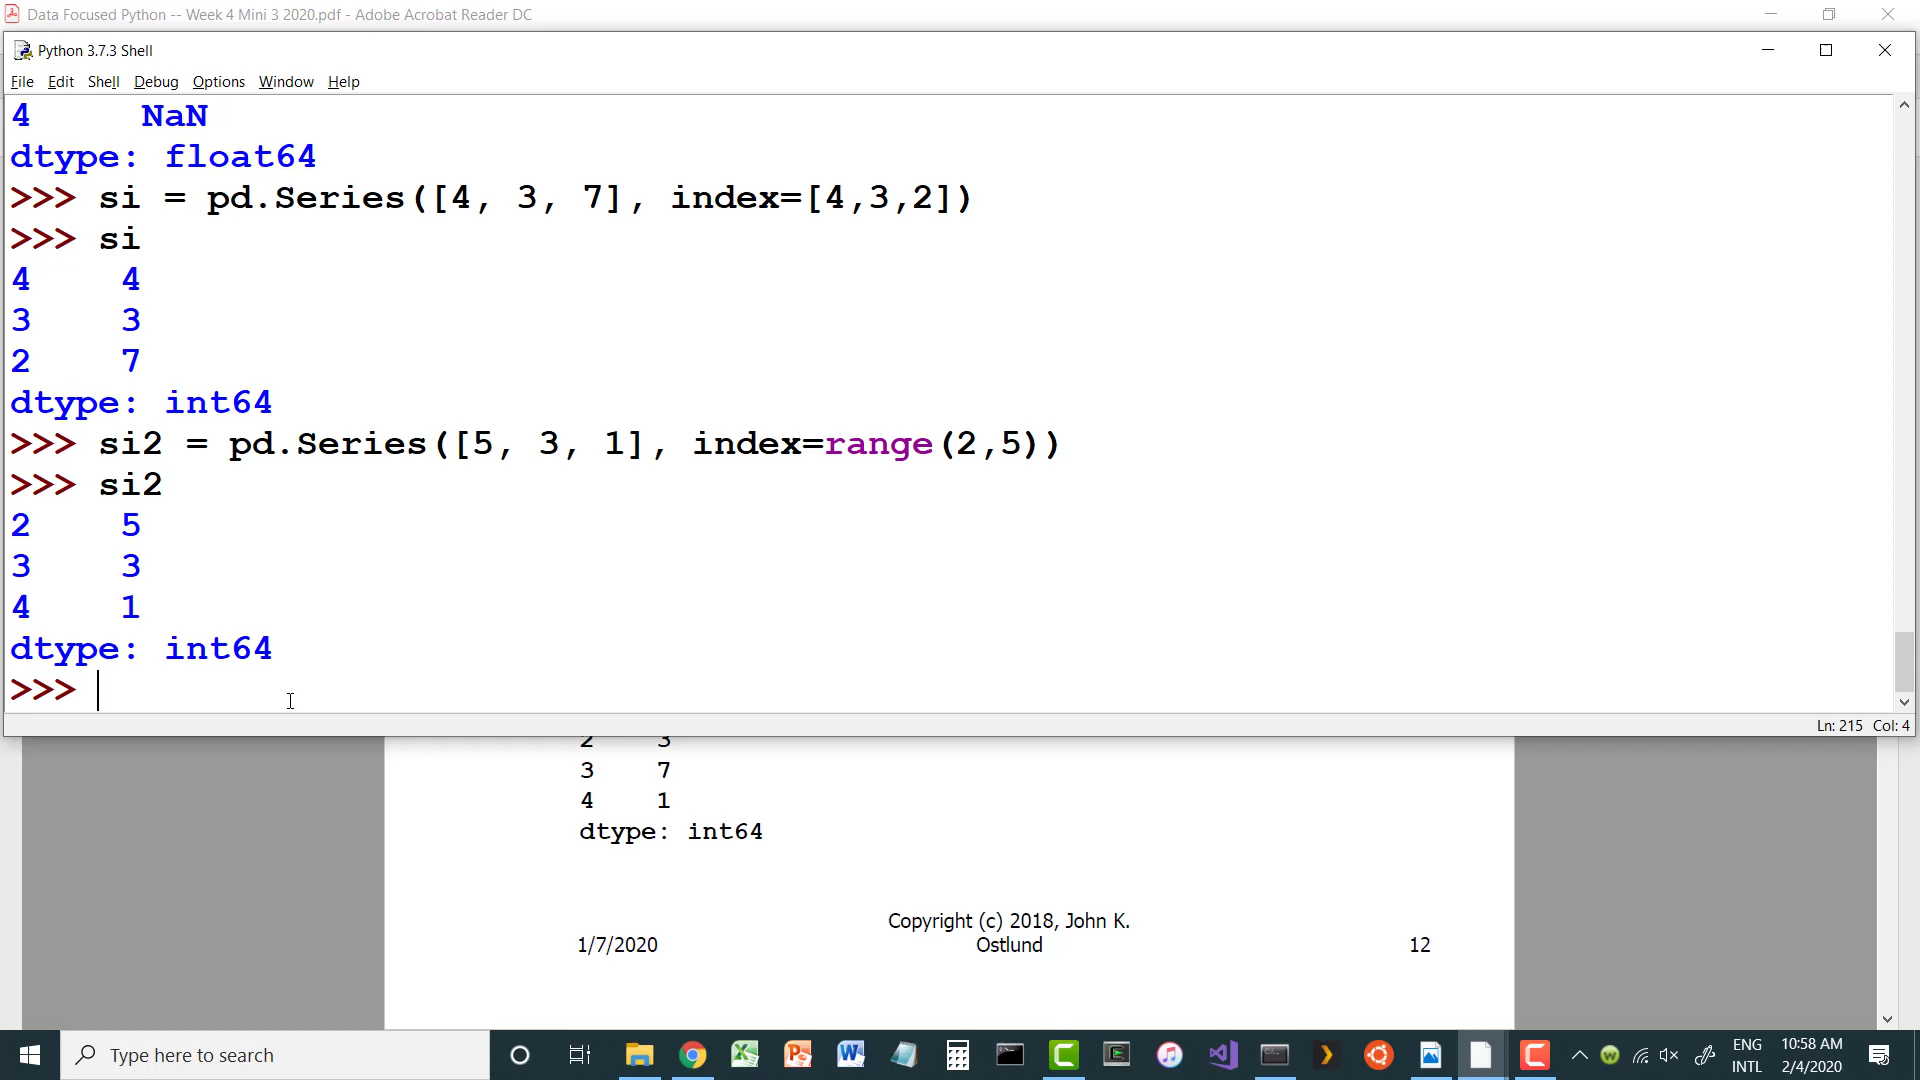 Data Focused Python -- Week 4 Mini 3 2020.pdf - Adobe Acrobat Reader DC
Python 3.7.3 Shell
File Edit Shell Debug Options Window Help
4     NaN
dtype: float64
>>> si = pd.Series([4, 3, 7], index=[4,3,2])
>>> si
4    4
3    3
2    7
dtype: int64
>>> si2 = pd.Series([5, 3, 1], index=range(2,5))
>>> si2
2    5
3    3
4    1
dtype: int64
>>>
Ln: 215 Col: 4
2    3
3    7
4    1
dtype: int64
Copyright (c) 2018, John K.
1/7/2020 Ostlund 12
Type here to search
ENG 10:58 AM
INTL 2/4/2020